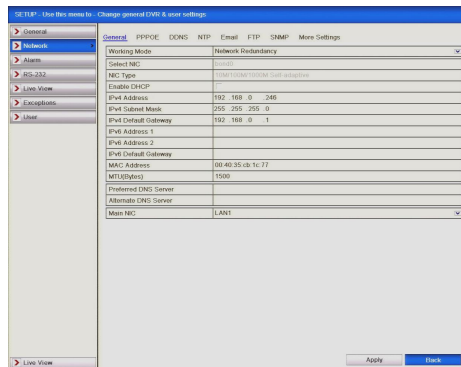 SETUP - Use this menu to - Change general DVR & user settings
General
Network
Alarm
RS-232
Live View
Exceptions
User
General PPPOE DDNS NTP Email FTP SNMP More Settings
Working Mode Network Redundancy
Select NIC bond0
NIC Type 10M/100M/1000M Self-adaptive
Enable DHCP
IPv4 Address 192 .168 .0 .246
IPv4 Subnet Mask 255 .255 .255 .0
IPv4 Default Gateway 192 .168 .0 .1
IPv6 Address 1
IPv6 Address 2
IPv6 Default Gateway
MAC Address 00:40:35:cb:1c:77
MTU(Bytes) 1500
Preferred DNS Server
Alternate DNS Server
Main NIC LAN1
Live View
Apply Back